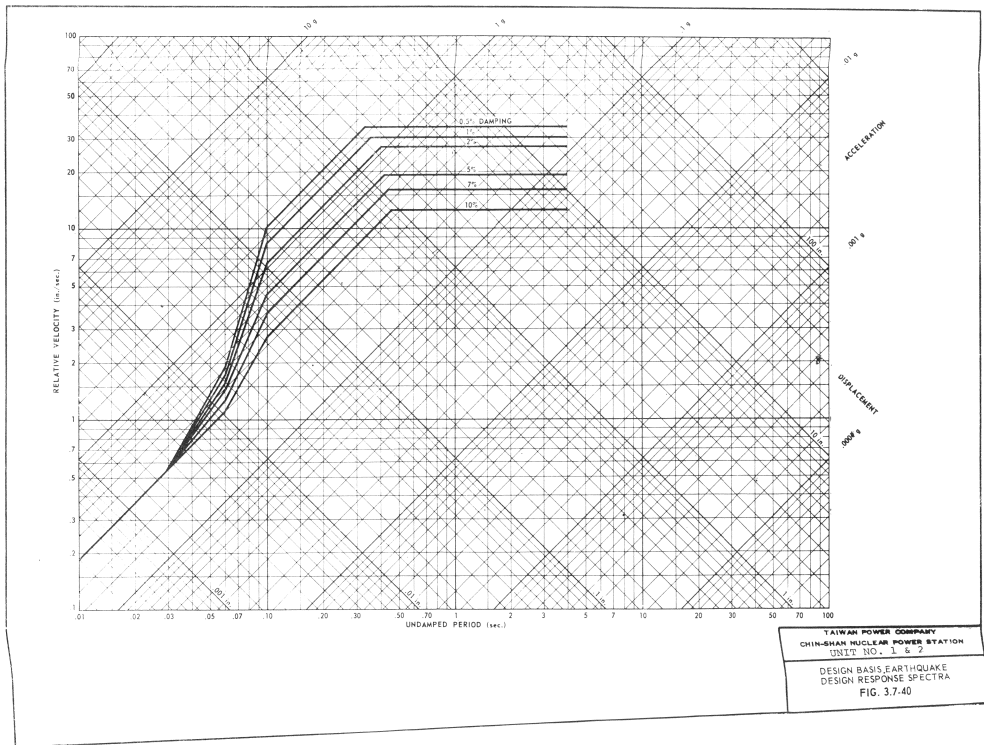 10 g
1 g
1 g
.01 g
100
70
50
30
20
10
7
5
3
2
1
.7
.5
.3
.2
1
RELATIVE VELOCITY (in./sec.)
0.5% DAMPING
1%
2%
5%
7%
10%
ACCELERATION
.001 g
100 in.
DISPLACEMENT
10 in.
.001 in.
.01 in.
1 in.
1 in.
.01
.02
.03
.05
.07
.10
.20
.30
.50
.70
1
2
3
5
7
10
20
30
50
70
100
UNDAMPED PERIOD (sec.)
TAIWAN POWER COMPANY
CHIN-SHAN NUCLEAR POWER STATION
UNIT NO. 1 & 2
DESIGN BASIS EARTHQUAKE
DESIGN RESPONSE SPECTRA
FIG. 3.7-40